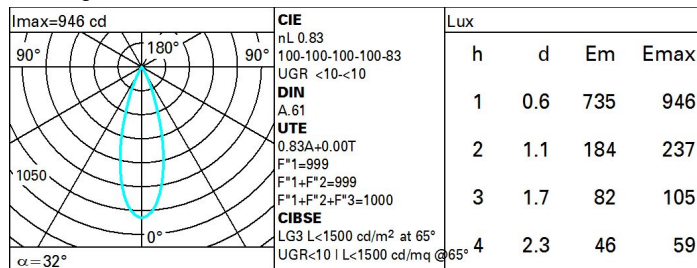 Imax=946 cd
90° 180° 90°
1050
0°
α=32°
CIE
nL 0.83
100-100-100-100-83
UGR <10-<10
DIN
A.61
UTE
0.83A+0.00T
F"1=999
F"1+F"2=999
F"1+F"2+F"3=1000
CIBSE
LG3 L<1500 cd/m² at 65°
UGR<10 | L<1500 cd/mq @65°
Lux
h d Em Emax
1 0.6 735 946
2 1.1 184 237
3 1.7 82 105
4 2.3 46 59